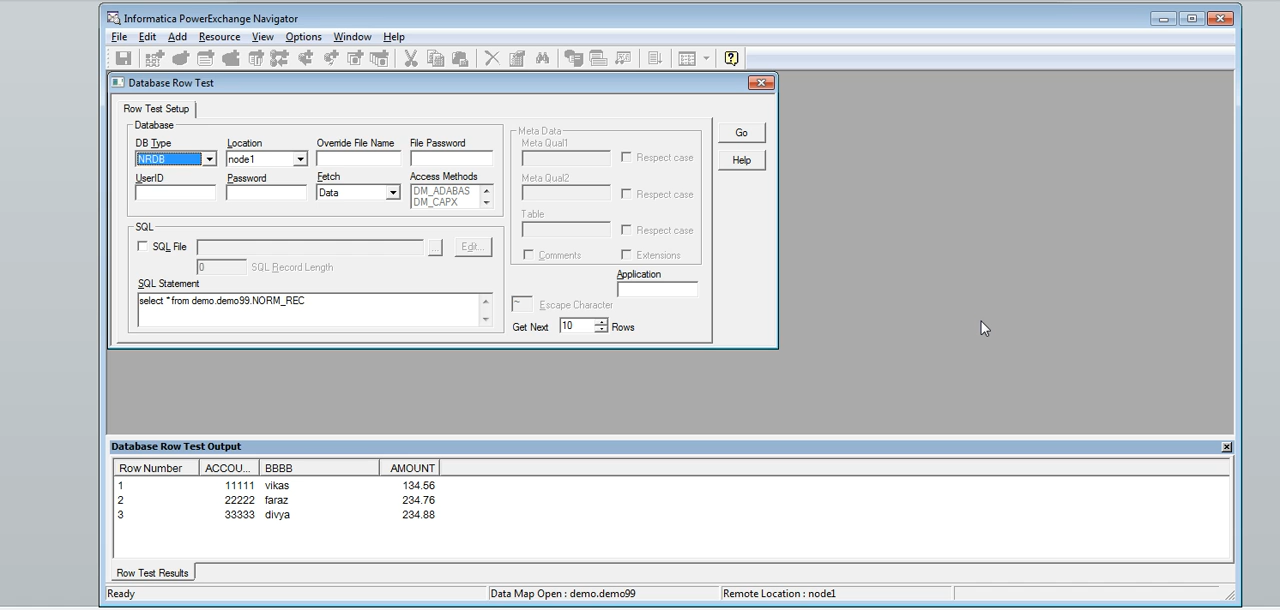 Informatica PowerExchange Navigator
File Edit Add Resource View Options Window Help
Database Row Test
Row Test Setup
Database
DB Type Location Override File Name File Password
NRDB node1
UserID Password Fetch Access Methods
Data DM_ADABAS
DM_CAPX
SQL
SQL File ... Edit...
0 SQL Record Length
SQL Statement
select * from demo.demo99.NORM_REC
Meta Data
Meta Qual1
Respect case
Meta Qual2
Respect case
Table
Respect case
Comments Extensions
Application
~ Escape Character
Get Next 10 Rows
Go
Help
Database Row Test Output
Row Number ACCOU... BBBB AMOUNT
1 11111 vikas 134.56
2 22222 faraz 234.76
3 33333 divya 234.88
Row Test Results
Ready Data Map Open : demo.demo99 Remote Location : node1